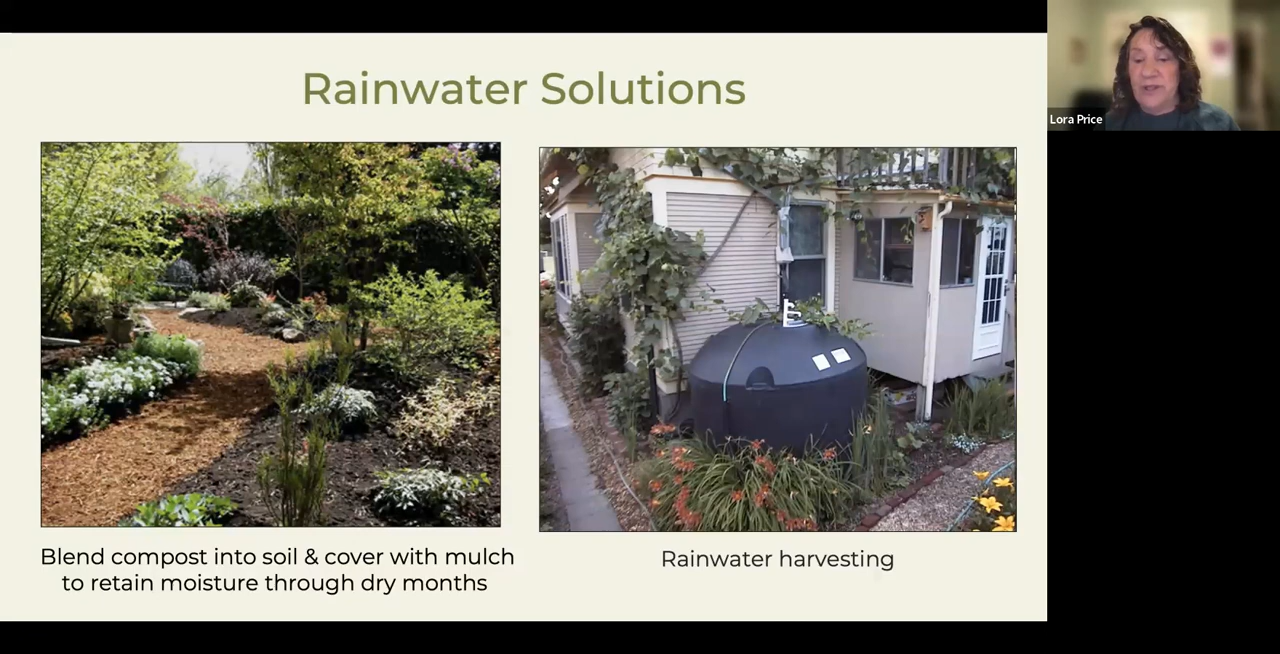 Rainwater Solutions
Lora Price
Blend compost into soil & cover with mulch
to retain moisture through dry months
Rainwater harvesting